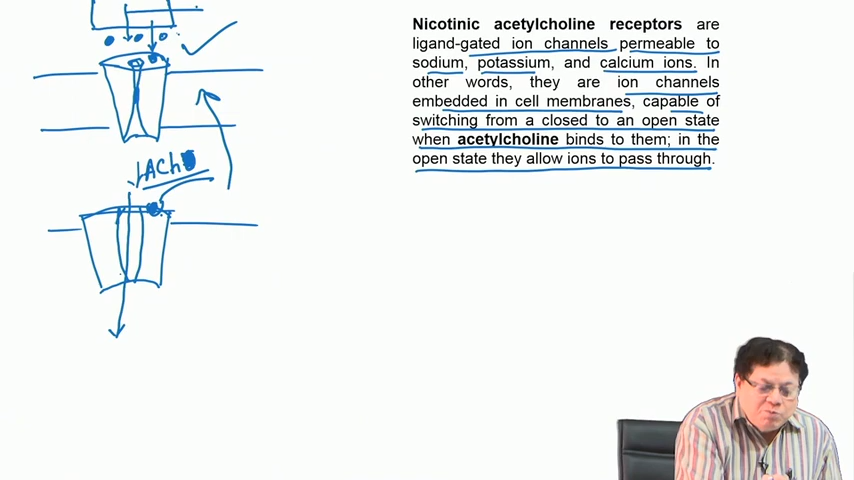 Nicotinic acetylcholine receptors are
ligand-gated ion channels permeable to
sodium, potassium, and calcium ions. In
other words, they are ion channels
embedded in cell membranes, capable of
switching from a closed to an open state
when acetylcholine binds to them; in the
open state they allow ions to pass through.